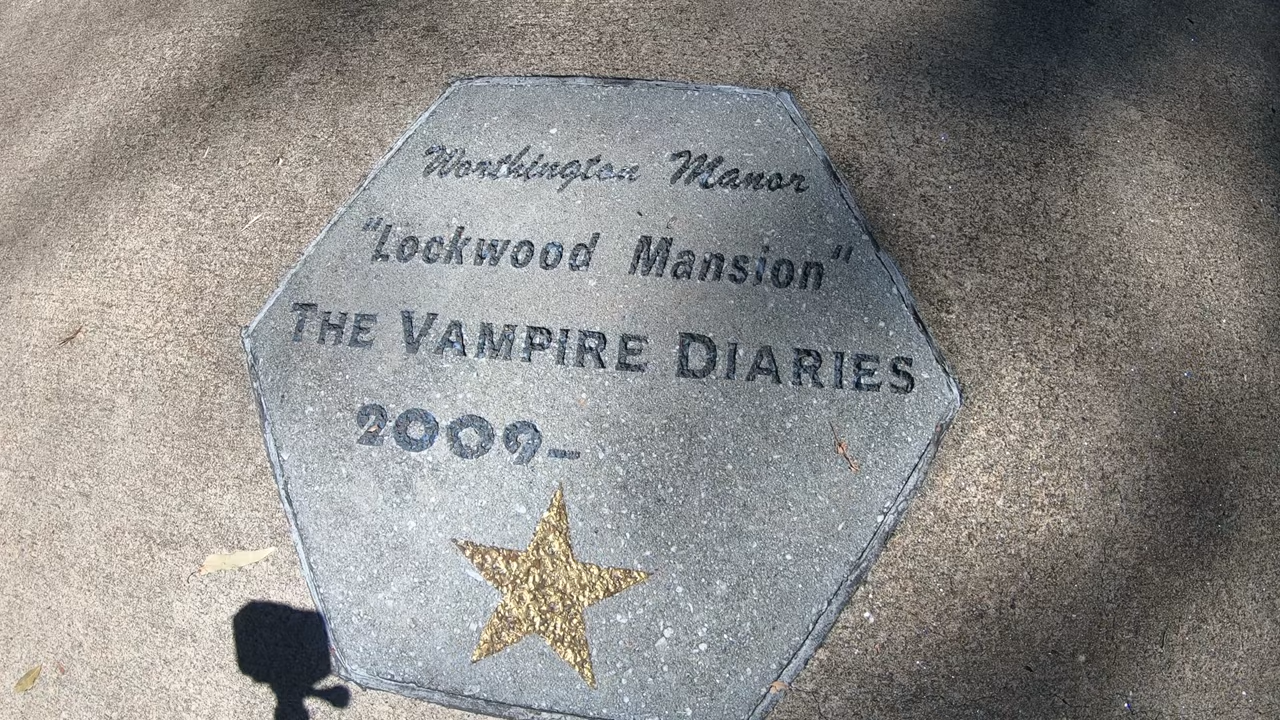 Worthington Manor
"Lockwood Mansion"
THE VAMPIRE DIARIES
2009–